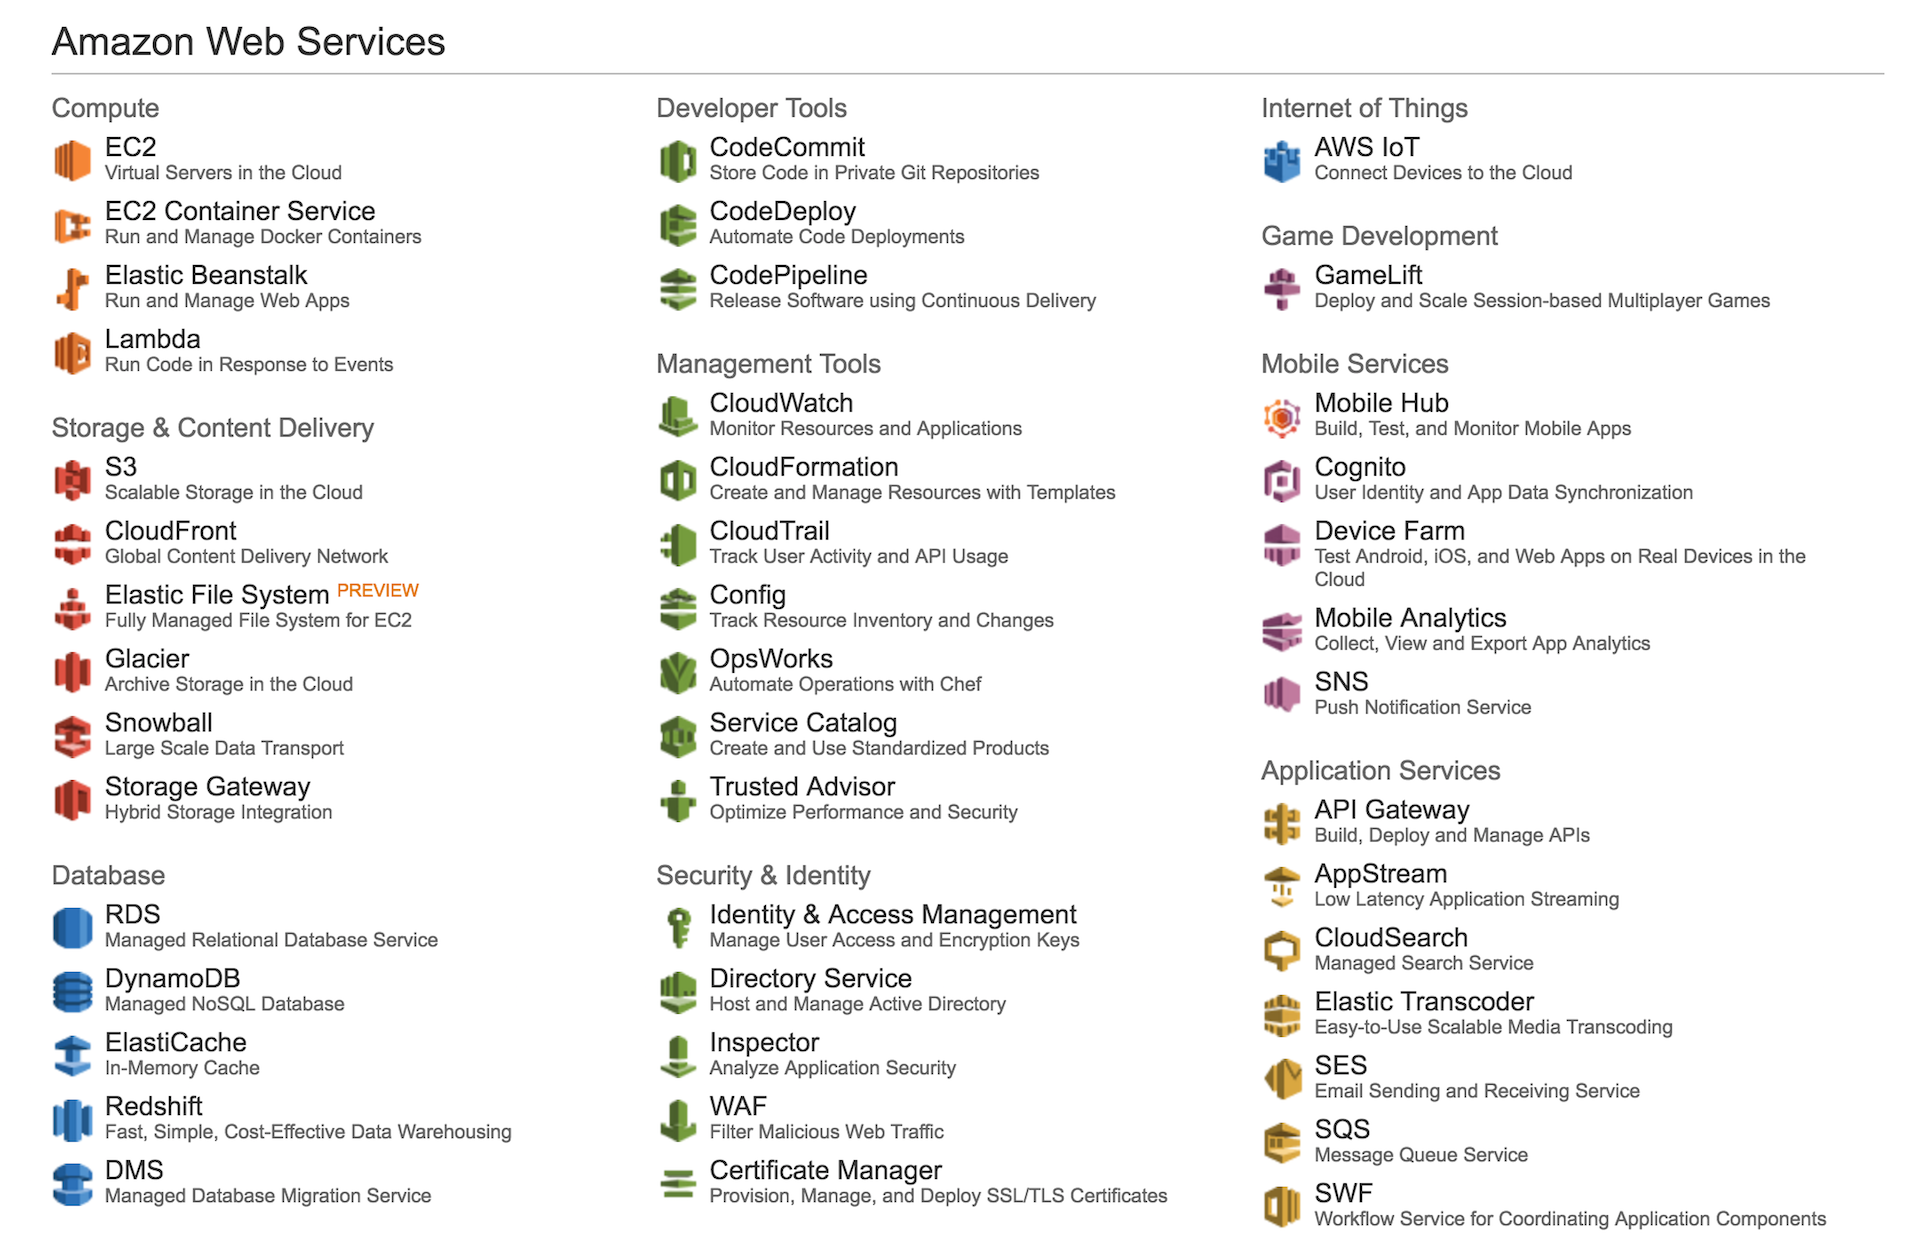 Amazon Web Services
Compute
EC2
Virtual Servers in the Cloud
EC2 Container Service
Run and Manage Docker Containers
Elastic Beanstalk
Run and Manage Web Apps
Lambda
Run Code in Response to Events
Storage & Content Delivery
S3
Scalable Storage in the Cloud
CloudFront
Global Content Delivery Network
Elastic File System PREVIEW
Fully Managed File System for EC2
Glacier
Archive Storage in the Cloud
Snowball
Large Scale Data Transport
Storage Gateway
Hybrid Storage Integration
Database
RDS
Managed Relational Database Service
DynamoDB
Managed NoSQL Database
ElastiCache
In-Memory Cache
Redshift
Fast, Simple, Cost-Effective Data Warehousing
DMS
Managed Database Migration Service
Developer Tools
CodeCommit
Store Code in Private Git Repositories
CodeDeploy
Automate Code Deployments
CodePipeline
Release Software using Continuous Delivery
Management Tools
CloudWatch
Monitor Resources and Applications
CloudFormation
Create and Manage Resources with Templates
CloudTrail
Track User Activity and API Usage
Config
Track Resource Inventory and Changes
OpsWorks
Automate Operations with Chef
Service Catalog
Create and Use Standardized Products
Trusted Advisor
Optimize Performance and Security
Security & Identity
Identity & Access Management
Manage User Access and Encryption Keys
Directory Service
Host and Manage Active Directory
Inspector
Analyze Application Security
WAF
Filter Malicious Web Traffic
Certificate Manager
Provision, Manage, and Deploy SSL/TLS Certificates
Internet of Things
AWS IoT
Connect Devices to the Cloud
Game Development
GameLift
Deploy and Scale Session-based Multiplayer Games
Mobile Services
Mobile Hub
Build, Test, and Monitor Mobile Apps
Cognito
User Identity and App Data Synchronization
Device Farm
Test Android, iOS, and Web Apps on Real Devices in the
Cloud
Mobile Analytics
Collect, View and Export App Analytics
SNS
Push Notification Service
Application Services
API Gateway
Build, Deploy and Manage APIs
AppStream
Low Latency Application Streaming
CloudSearch
Managed Search Service
Elastic Transcoder
Easy-to-Use Scalable Media Transcoding
SES
Email Sending and Receiving Service
SQS
Message Queue Service
SWF
Workflow Service for Coordinating Application Components